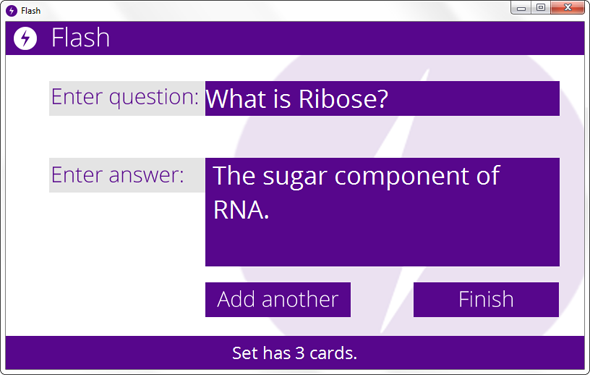 Flash
Flash
Enter question: What is Ribose?
Enter answer: The sugar component of
RNA.
Add another Finish
Set has 3 cards.